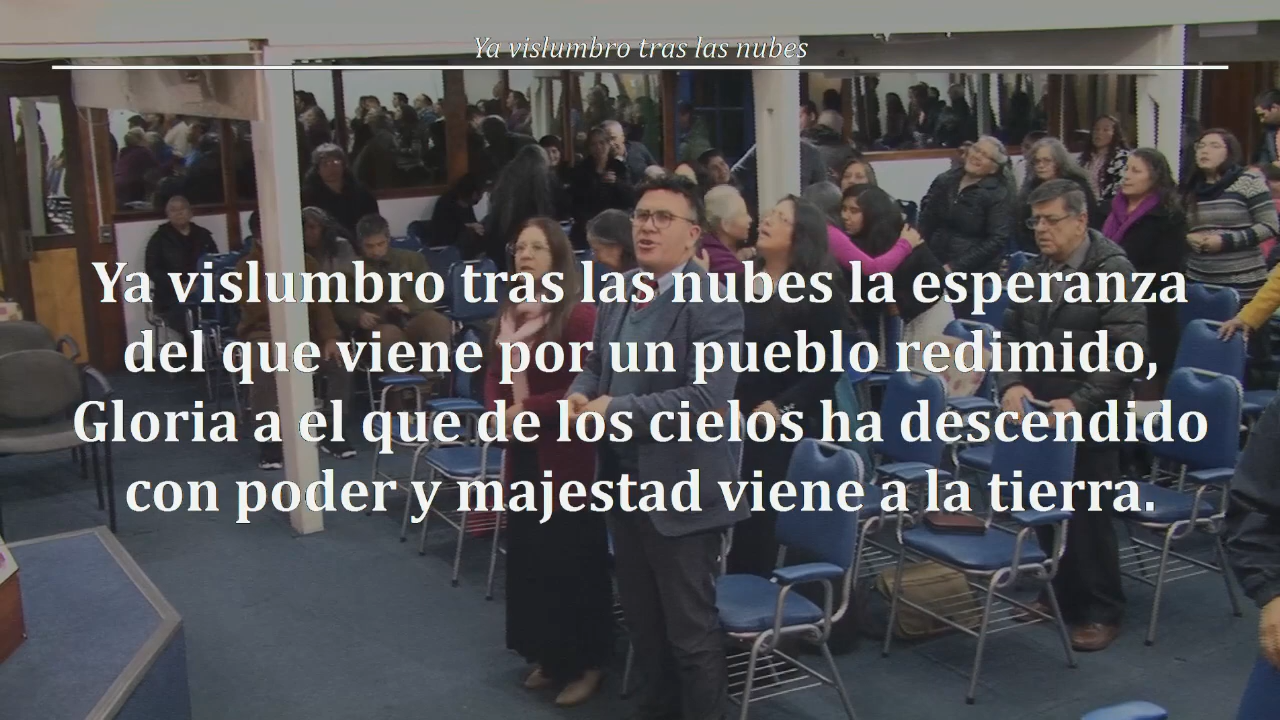 Ya vislumbro tras las nubes
Ya vislumbro tras las nubes la esperanza
del que viene por un pueblo redimido,
Gloria a el que de los cielos ha descendido
con poder y majestad viene a la tierra.